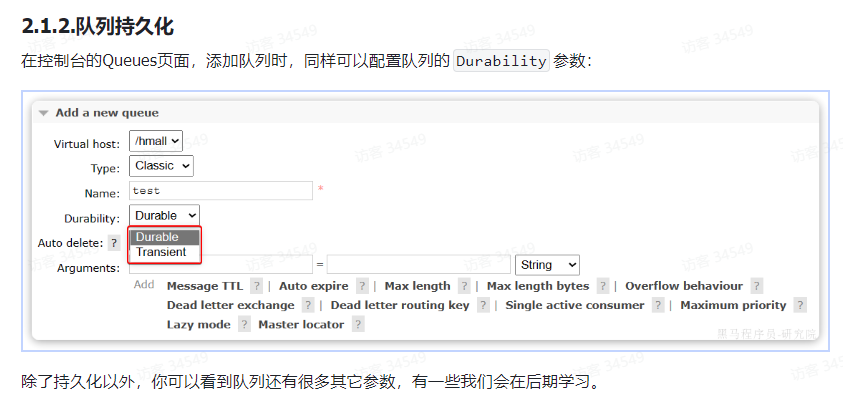 2.1.2.队列持久化
在控制台的Queues页面，添加队列时，同样可以配置队列的 Durability 参数：
Add a new queue
Virtual host: /hmall
Type: Classic
Name: test *
Durability: Durable
Durable
Auto delete: ?
Transient
Arguments: = String
Add Message TTL ? | Auto expire ? | Max length ? | Max length bytes ? | Overflow behaviour ?
Dead letter exchange ? | Dead letter routing key ? | Single active consumer ? | Maximum priority ?
Lazy mode ? Master locator ?
黑马程序员-研究院
除了持久化以外，你可以看到队列还有很多其它参数，有一些我们会在后期学习。
访客 34549